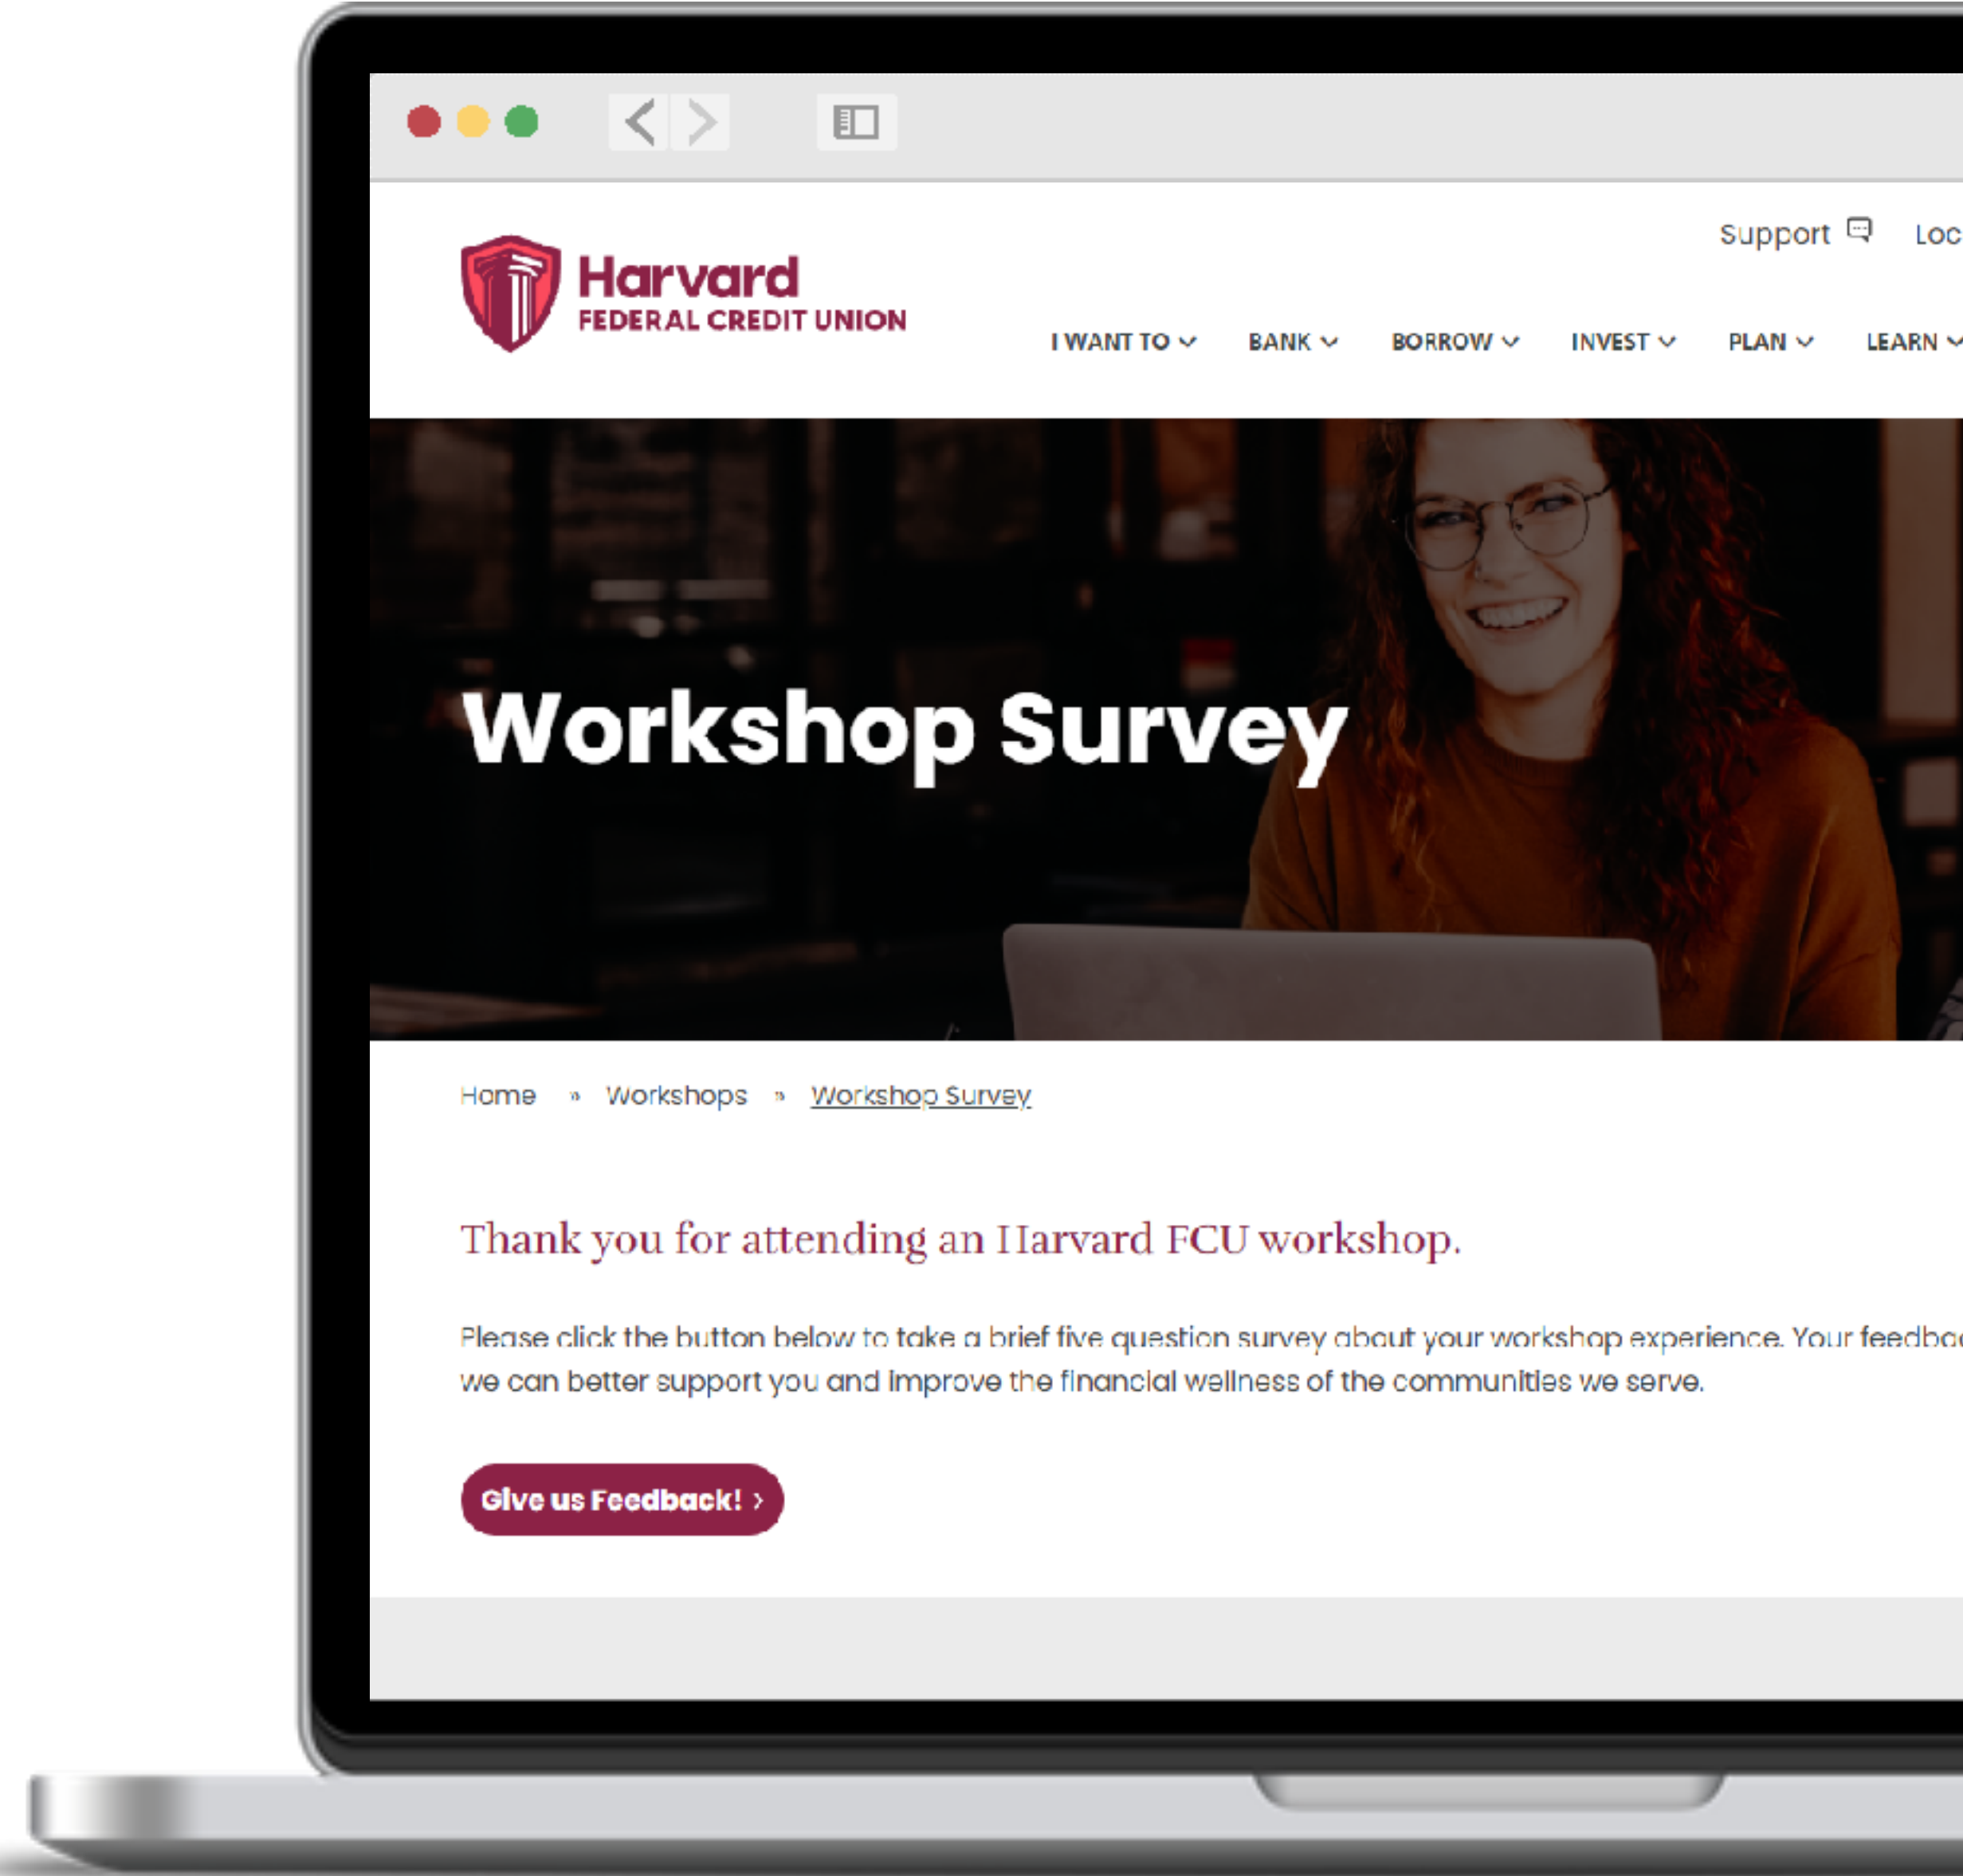 Support
Harvard
FEDERAL CREDIT UNION
I WANT TO BANK BORROW INVEST PLAN LEARN
Workshop Survey
Home » Workshops » Workshop Survey
Thank you for attending an Harvard FCU workshop.
Please click the button below to take a brief five question survey about your workshop experience. Your
we can better support you and improve the financial wellness of the communities we serve.
Give us Feedback! ›